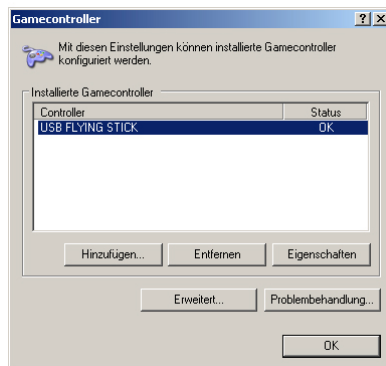 Gamecontroller
Mit diesen Einstellungen können installierte Gamecontroller
konfiguriert werden.
Installierte Gamecontroller
Controller Status
USB FLYING STICK OK
Hinzufügen... Entfernen Eigenschaften
Erweitert... Problembehandlung...
OK